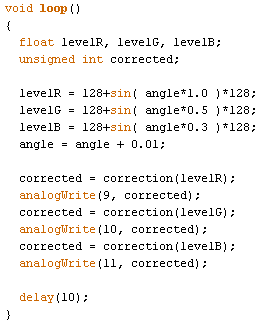 void loop()
{
  float levelR, levelG, levelB;
  unsigned int corrected;

  levelR = 128+sin( angle*1.0 )*128;
  levelG = 128+sin( angle*0.5 )*128;
  levelB = 128+sin( angle*0.3 )*128;
  angle = angle + 0.01;

  corrected = correction(levelR);
  analogWrite(9, corrected);
  corrected = correction(levelG);
  analogWrite(10, corrected);
  corrected = correction(levelB);
  analogWrite(11, corrected);

  delay(10);
}